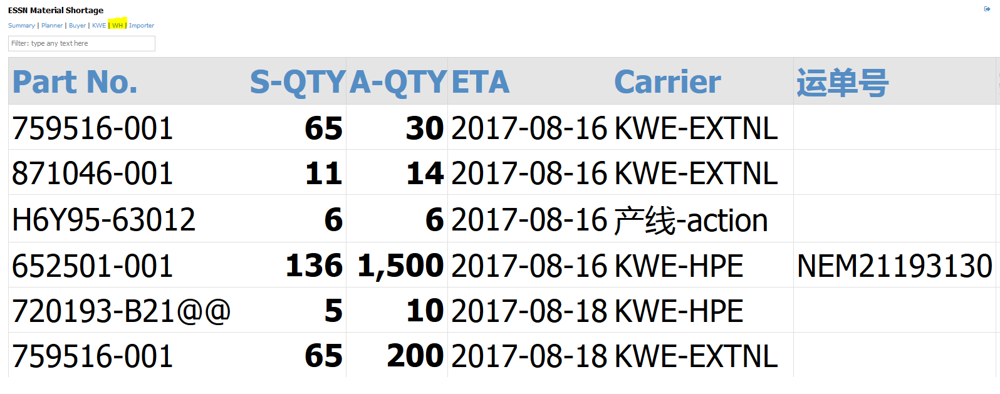 ESSN Material Shortage
Summary | Planner | Buyer | KWE | WH | Importer
Filter: type any text here
Part No. S-QTY A-QTY ETA Carrier 运单号
759516-001 65 30 2017-08-16 KWE-EXTNL
871046-001 11 14 2017-08-16 KWE-EXTNL
H6Y95-63012 6 6 2017-08-16 产线-action
652501-001 136 1,500 2017-08-16 KWE-HPE NEM21193130
720193-B21@@ 5 10 2017-08-18 KWE-HPE
759516-001 65 200 2017-08-18 KWE-EXTNL